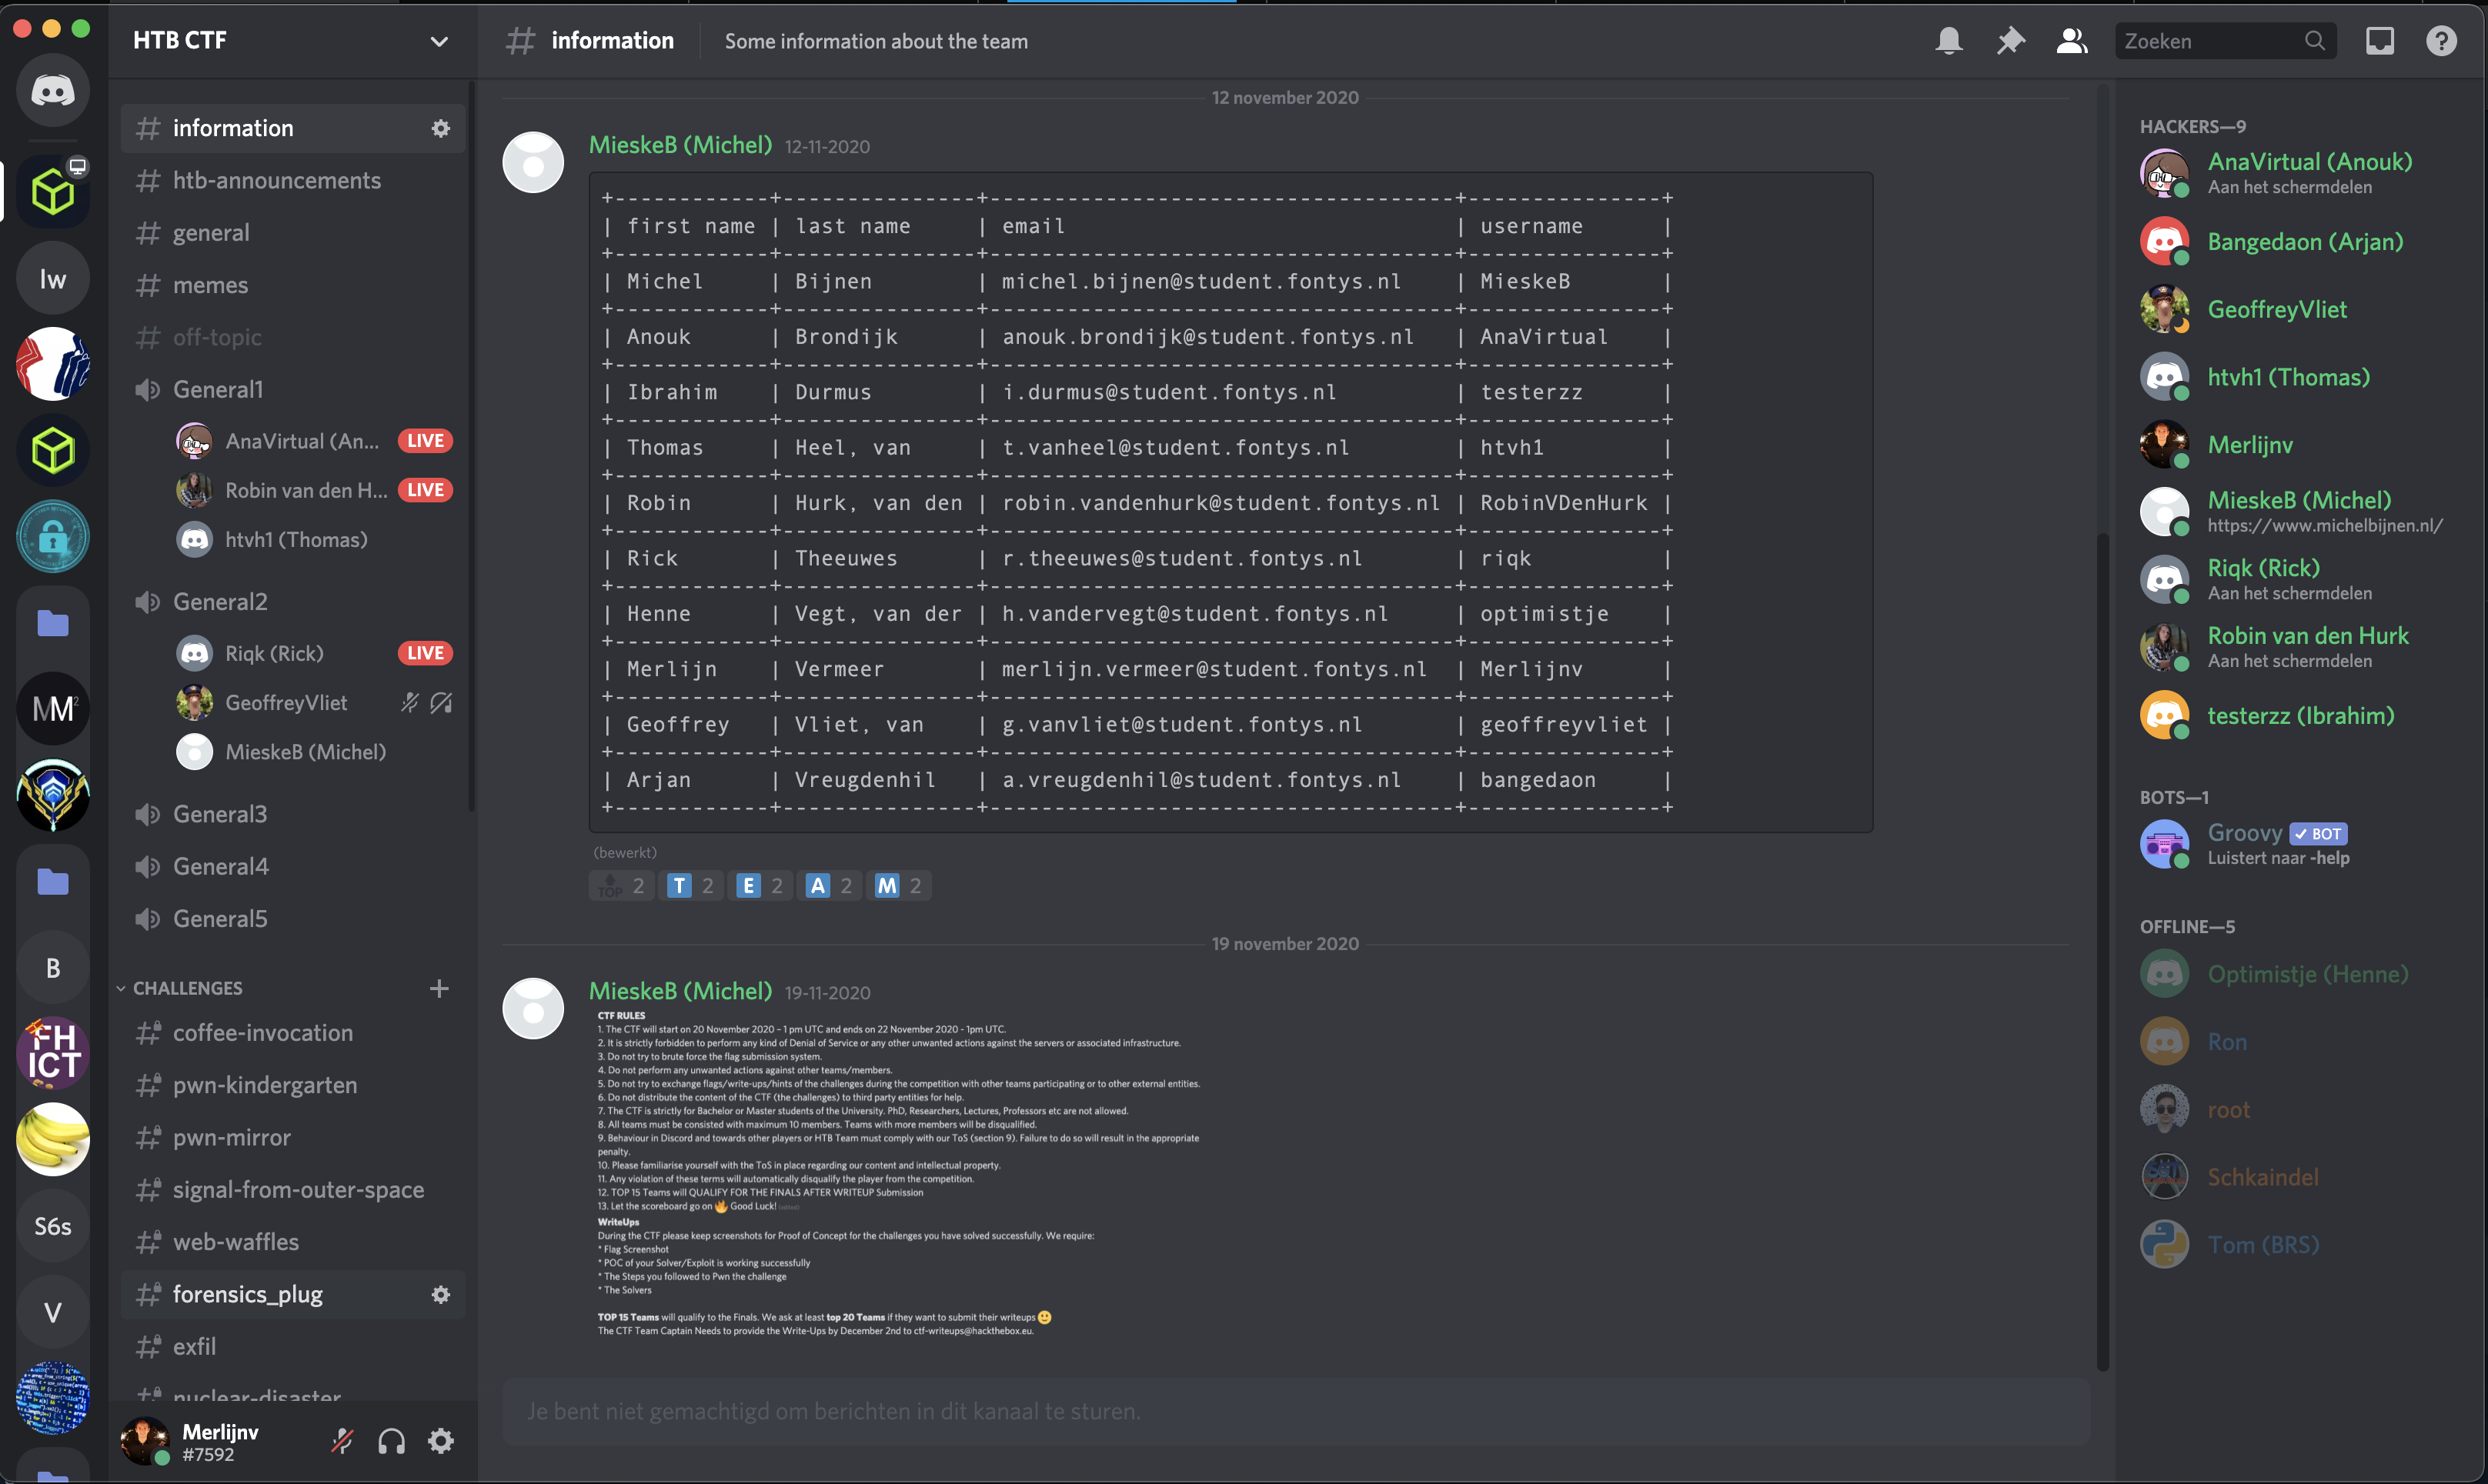 HTB CTF
information
Some information about the team
Zoeken
Iw
MM²
B
FH
ICT
S6s
V
information
htb-announcements
general
memes
off-topic
General1
AnaVirtual (An... LIVE
Robin van den H... LIVE
htvh1 (Thomas)
General2
Riqk (Rick) LIVE
GeoffreyVliet
MieskeB (Michel)
General3
General4
General5
CHALLENGES
coffee-invocation
pwn-kindergarten
pwn-mirror
signal-from-outer-space
web-waffles
forensics_plug
exfil
nuclear-disaster
Merlijnv
#7592
12 november 2020
MieskeB (Michel) 12-11-2020
+------------+---------------+------------------------------------+---------------+
| first name | last name | email | username |
+------------+---------------+------------------------------------+---------------+
| Michel | Bijnen | michel.bijnen@student.fontys.nl | MieskeB |
+------------+---------------+------------------------------------+---------------+
| Anouk | Brondijk | anouk.brondijk@student.fontys.nl | AnaVirtual |
+------------+---------------+------------------------------------+---------------+
| Ibrahim | Durmus | i.durmus@student.fontys.nl | testerzz |
+------------+---------------+------------------------------------+---------------+
| Thomas | Heel, van | t.vanheel@student.fontys.nl | htvh1 |
+------------+---------------+------------------------------------+---------------+
| Robin | Hurk, van den | robin.vandenhurk@student.fontys.nl | RobinVDenHurk |
+------------+---------------+------------------------------------+---------------+
| Rick | Theeuwes | r.theeuwes@student.fontys.nl | riqk |
+------------+---------------+------------------------------------+---------------+
| Henne | Vegt, van der | h.vandervegt@student.fontys.nl | optimistje |
+------------+---------------+------------------------------------+---------------+
| Merlijn | Vermeer | merlijn.vermeer@student.fontys.nl | Merlijnv |
+------------+---------------+------------------------------------+---------------+
| Geoffrey | Vliet, van | g.vanvliet@student.fontys.nl | geoffreyvliet |
+------------+---------------+------------------------------------+---------------+
| Arjan | Vreugdenhil | a.vreugdenhil@student.fontys.nl | bangedaon |
+------------+---------------+------------------------------------+---------------+
(bewerkt)
TOP 2 T 2 E 2 A 2 M 2
19 november 2020
MieskeB (Michel) 19-11-2020
CTF RULES
1. The CTF will start on 20 November 2020 - 1 pm UTC and ends on 22 November 2020 - 1pm UTC.
2. It is strictly forbidden to perform any kind of Denial of Service or any other unwanted actions against the servers or associated infrastructure.
3. Do not try to brute force the flag submission system.
4. Do not perform any unwanted actions against other teams/members.
5. Do not try to exchange flags/write-ups/hints of the challenges during the competition with other teams participating or to other external entities.
6. Do not distribute the content of the CTF (the challenges) to third party entities for help.
7. The CTF is strictly for Bachelor or Master students of the University. PhD, Researchers, Lectures, Professors etc are not allowed.
8. All teams must be consisted with maximum 10 members. Teams with more members will be disqualified.
9. Behaviour in Discord and towards other players or HTB Team must comply with our ToS (section 9). Failure to do so will result in the appropriate
penalty.
10. Please familiarise yourself with the ToS in place regarding our content and intellectual property.
11. Any violation of these terms will automatically disqualify the player from the competition.
12. TOP 15 Teams will QUALIFY FOR THE FINALS AFTER WRITEUP Submission
13. Let the scoreboard go on 🔥 Good Luck! (edited)
WriteUps
During the CTF please keep screenshots for Proof of Concept for the challenges you have solved successfully. We require:
* Flag Screenshot
* POC of your Solver/Exploit is working successfully
* The Steps you followed to Pwn the challenge
* The Solvers
TOP 15 Teams will qualify to the Finals. We ask at least top 20 Teams if they want to submit their writeups 🙂
The CTF Team Captain Needs to provide the Write-Ups by December 2nd to ctf-writeups@hackthebox.eu.
Je bent niet gemachtigd om berichten in dit kanaal te sturen.
HACKERS—9
AnaVirtual (Anouk)
Aan het schermdelen
Bangedaon (Arjan)
GeoffreyVliet
htvh1 (Thomas)
Merlijnv
MieskeB (Michel)
https://www.michelbijnen.nl/
Riqk (Rick)
Aan het schermdelen
Robin van den Hurk
Aan het schermdelen
testerzz (Ibrahim)
BOTS—1
Groovy ✓ BOT
Luistert naar -help
OFFLINE—5
Optimistje (Henne)
Ron
root
Schkaindel
Tom (BRS)